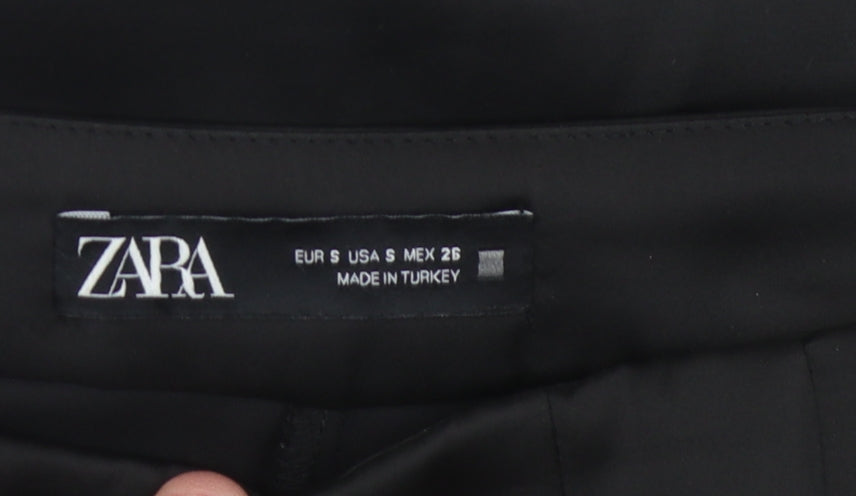 ZARA
EUR S USA S MEX 26
MADE IN TURKEY